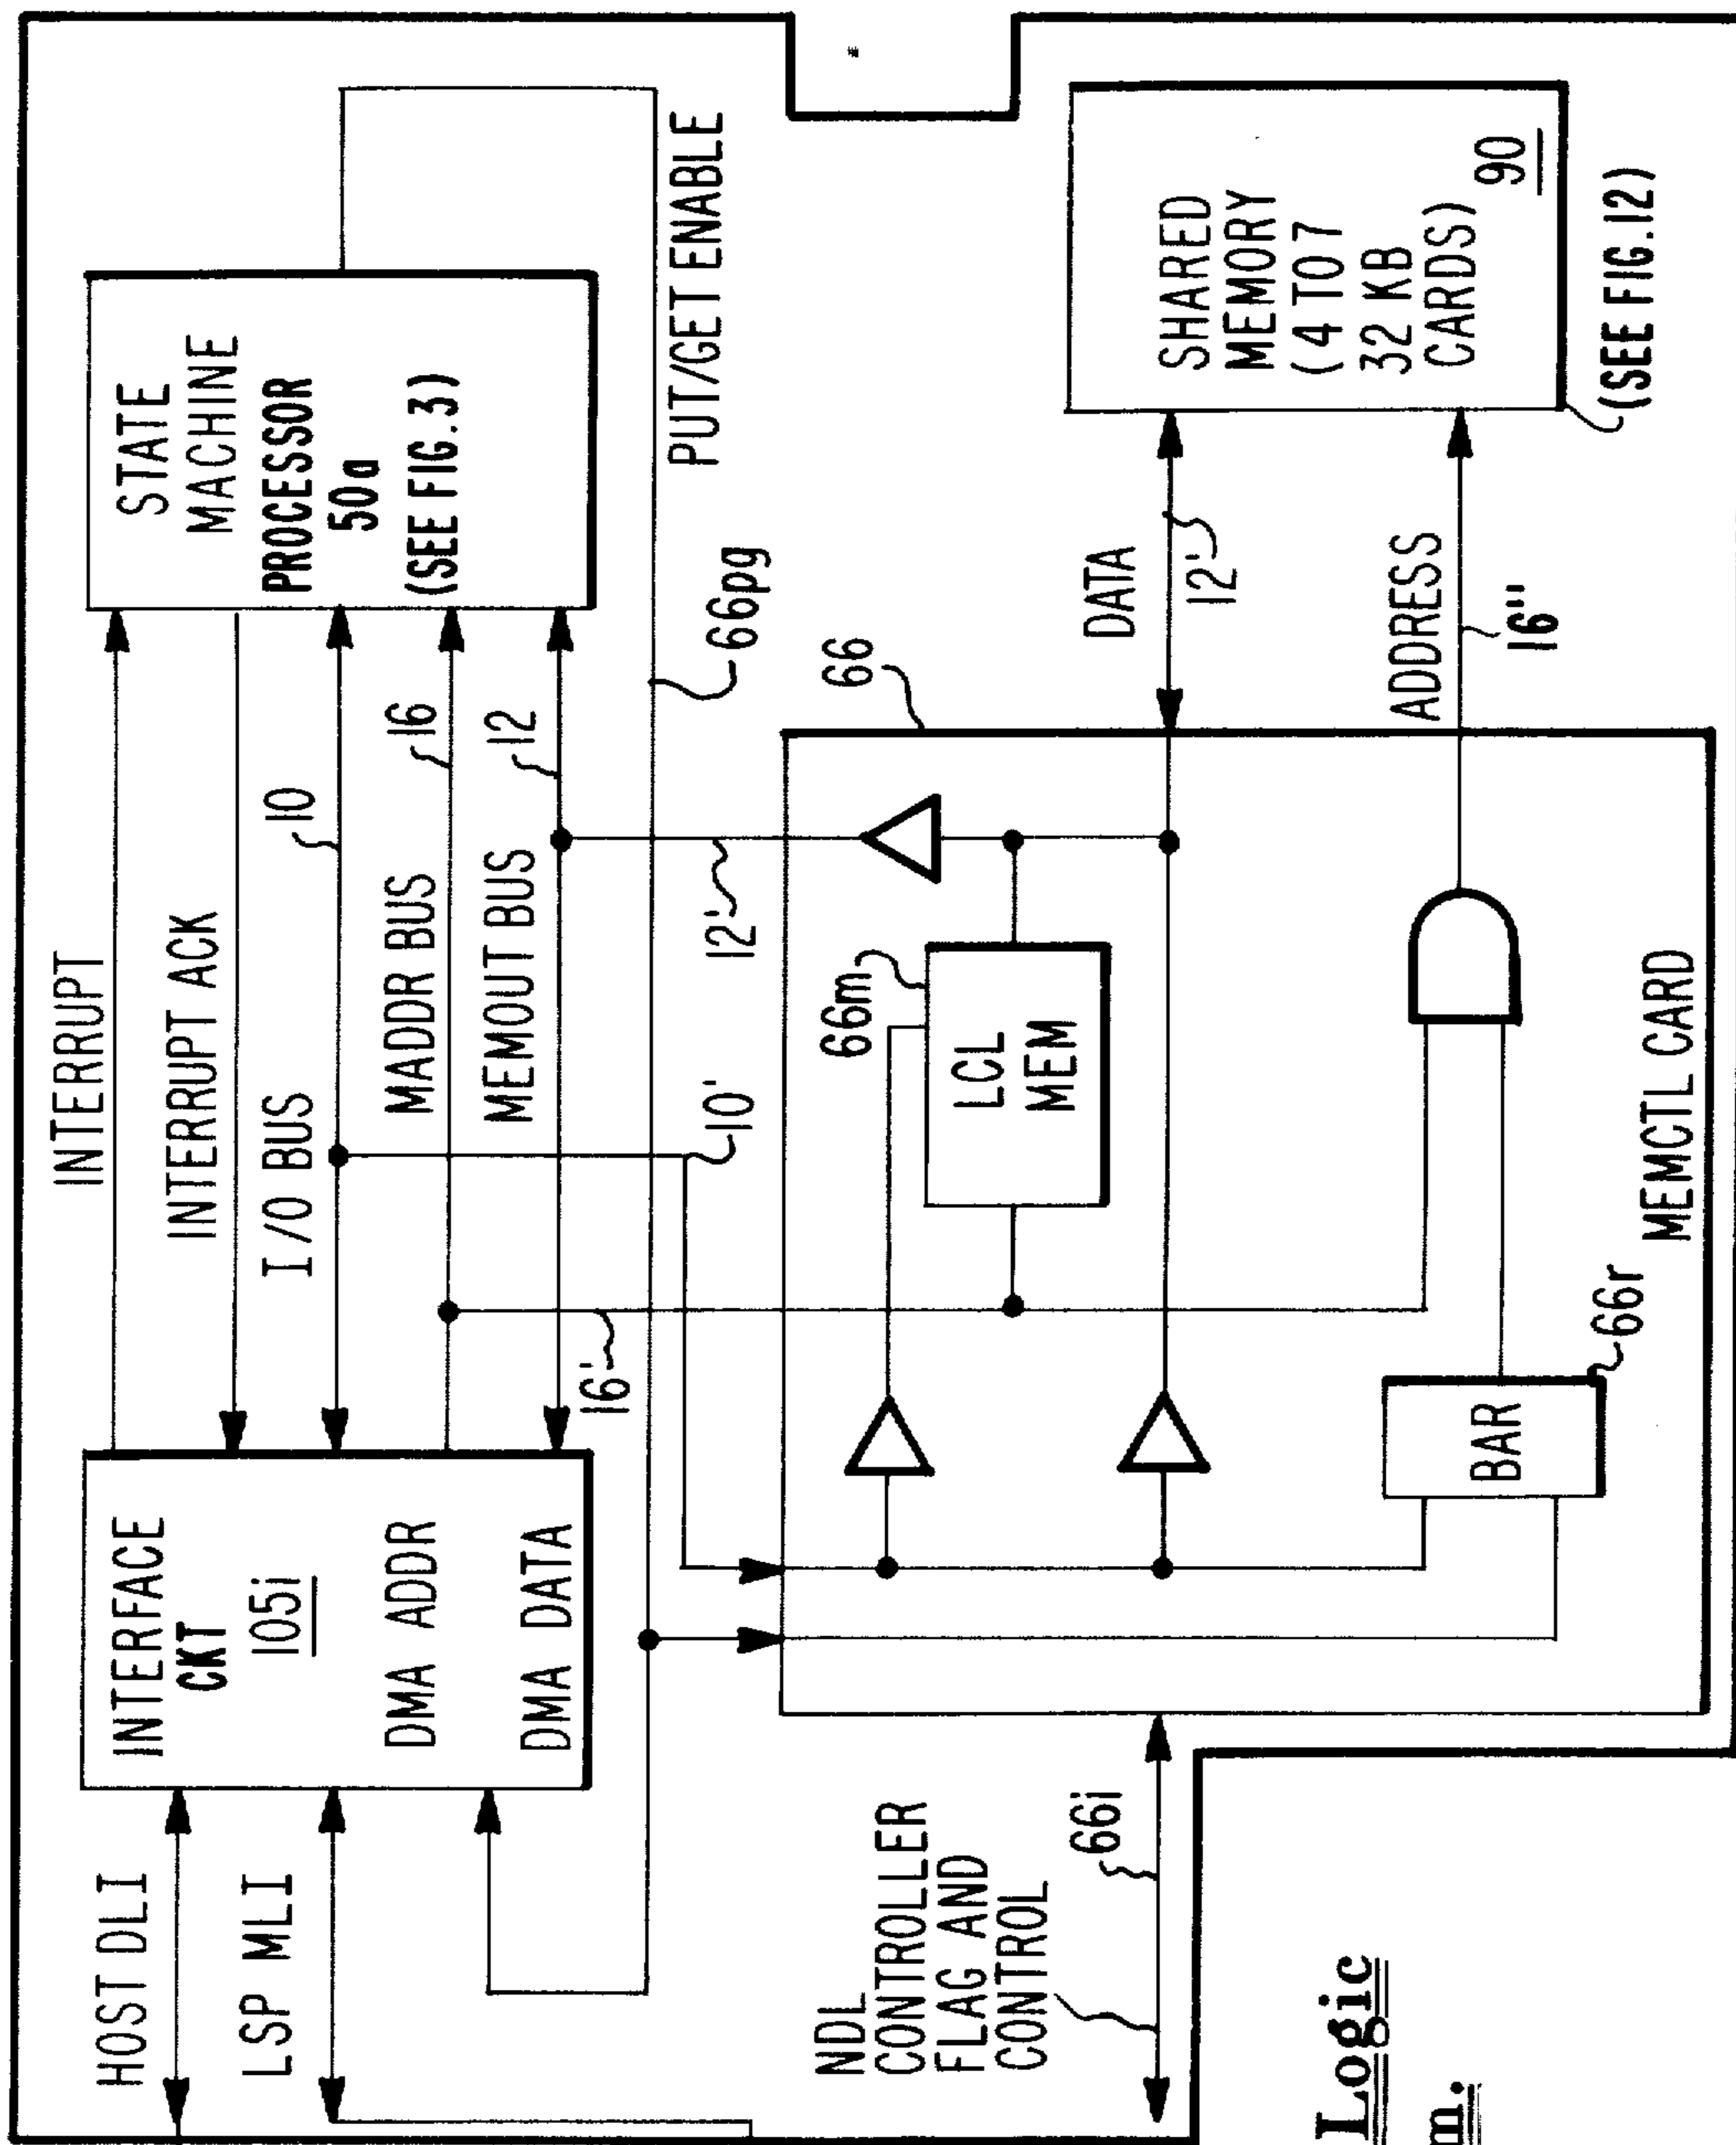 HOST DLI
LSP MLI
INTERFACE
CKT
105i
DMA ADDR
DMA DATA
INTERRUPT
INTERRUPT ACK
I/O BUS
10
MADDR BUS
16
MEMOUT BUS
12
STATE
MACHINE
PROCESSOR
50a
(SEE FIG.3)
PUT/GET ENABLE
66pg
16'
10'
12'
66
NDL
CONTROLLER
FLAG AND
CONTROL
66i
66m
LCL
MEM
BAR
66r
MEMCTL CARD
DATA
12'
ADDRESS
16''
SHARED
MEMORY
(4 TO7
32 KB
CARDS)
90
(SEE FIG.12)
Logic
m.